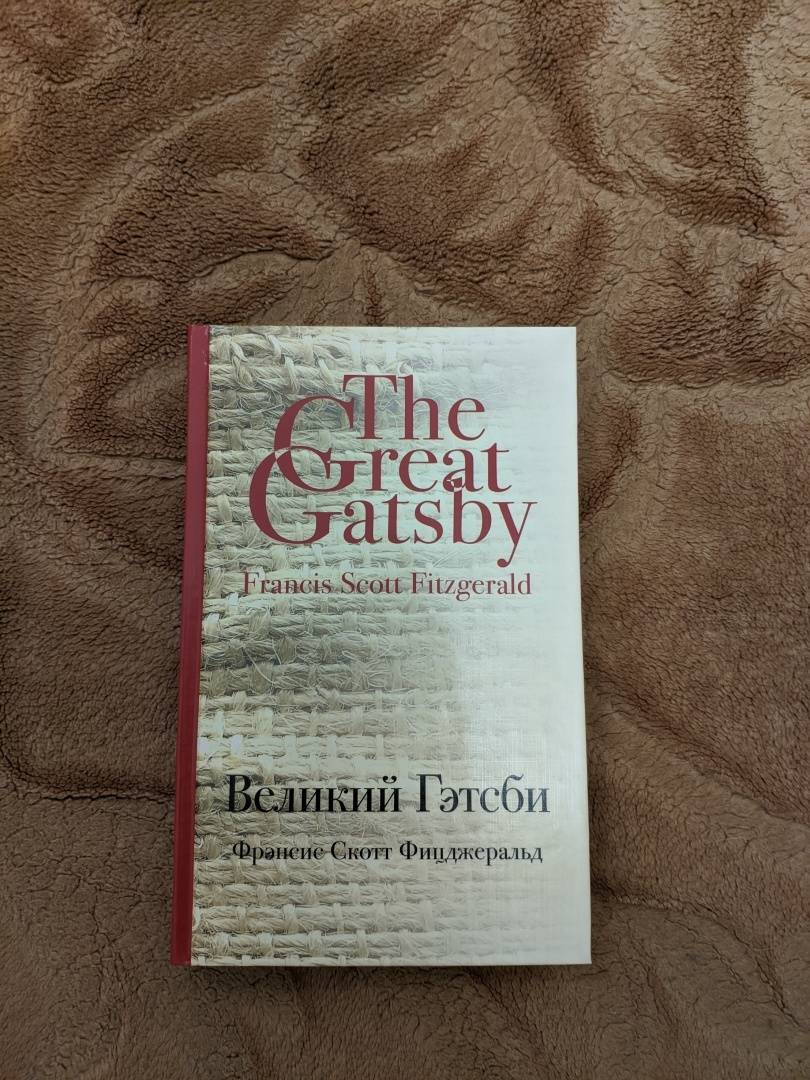 The
Great
Gatsby
Francis Scott Fitzgerald
Великий Гэтсби
Фрэнсис Скотт Фицджеральд